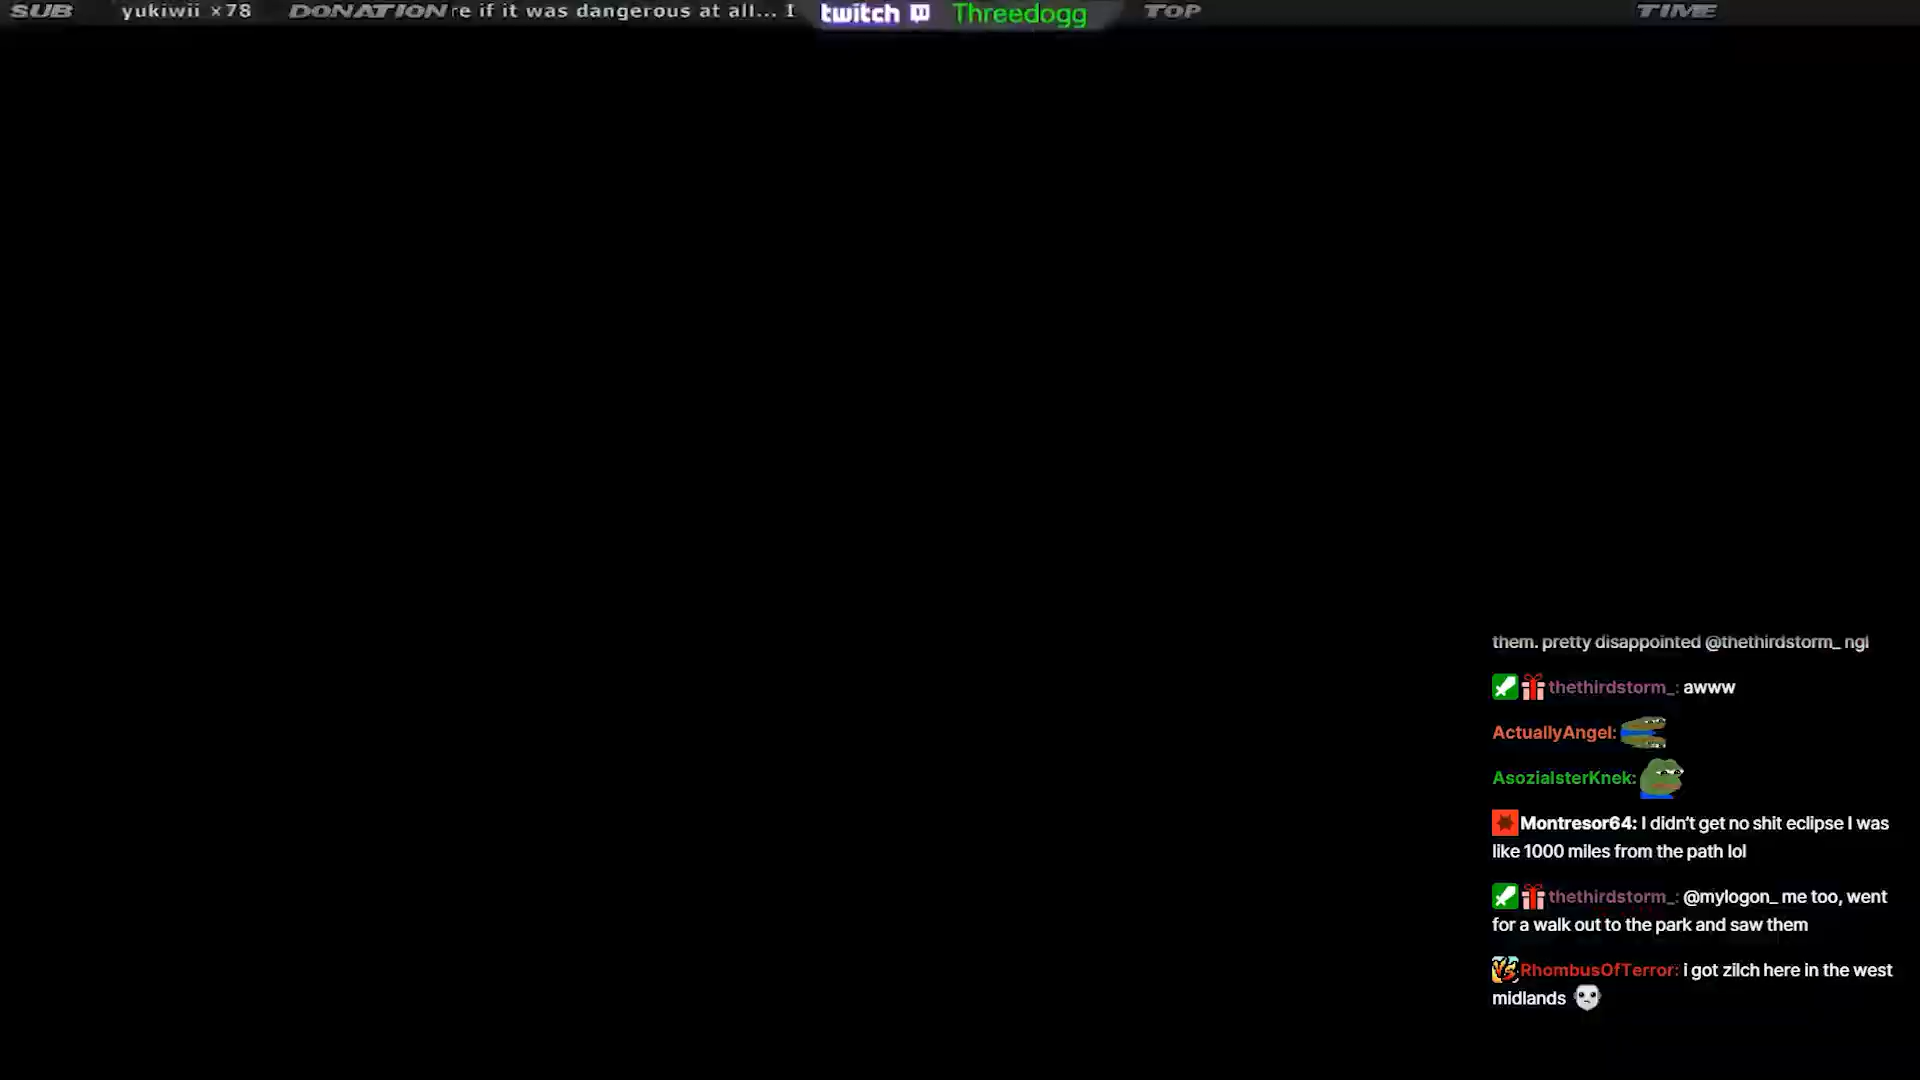 SUB yukiwii ×78 DONATION re if it was dangerous at all... I twitch Threedogg TOP TIME
them. pretty disappointed @thethirdstorm_ ngl
thethirdstorm_: awww
ActuallyAngel:
AsozialsterKnek:
Montresor64: I didn't get no shit eclipse I was
like 1000 miles from the path lol
thethirdstorm_: @mylogon_ me too, went
for a walk out to the park and saw them
RhombusOfTerror: i got zilch here in the west
midlands